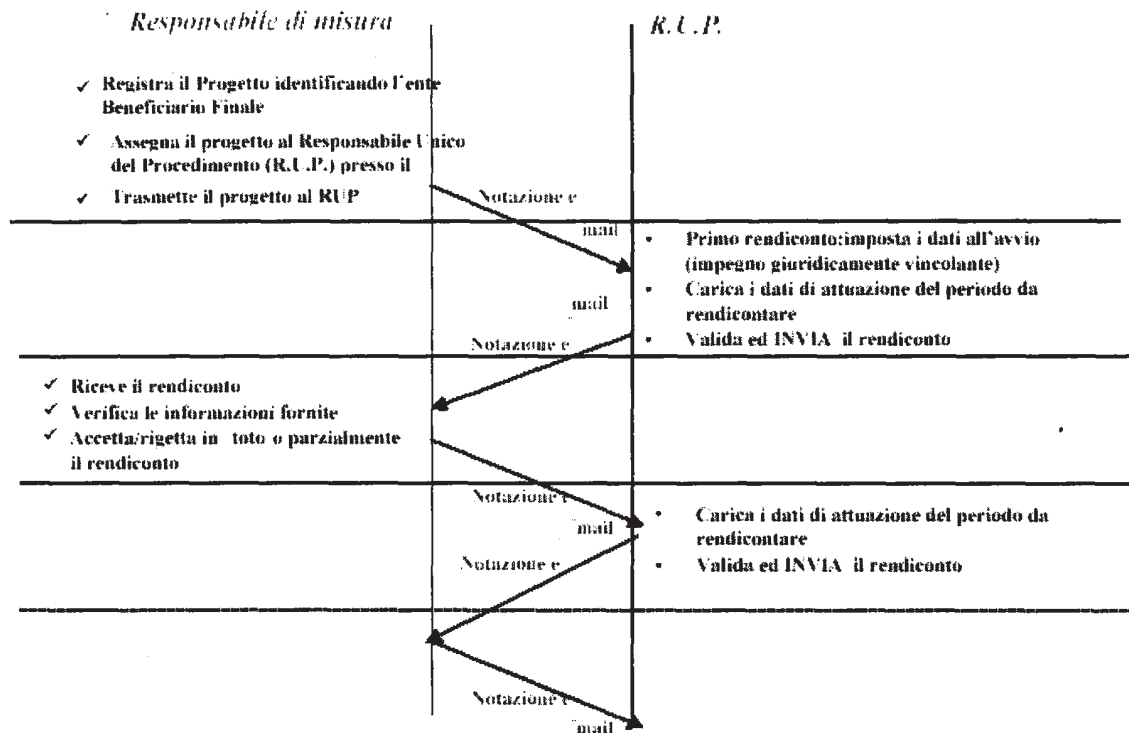 Responsabile di misura
R.U.P.
✓ Registra il Progetto identificando l'ente
Beneficiario Finale
✓ Assegna il progetto al Responsabile Unico
del Procedimento (R.U.P.) presso il
✓ Trasmette il progetto al RUP
Notazione e
mail
• Primo rendiconto:imposta i dati all'avvio
(impegno giuridicamente vincolante)
• Carica i dati di attuazione del periodo da
rendicontare
• Valida ed INVIA il rendiconto
mail
Notazione e
✓ Riceve il rendiconto
✓ Verifica le informazioni fornite
✓ Accetta/rigetta in toto o parzialmente
il rendiconto
Notazione e
mail
• Carica i dati di attuazione del periodo da
rendicontare
• Valida ed INVIA il rendiconto
Notazione e
Notazione e
mail